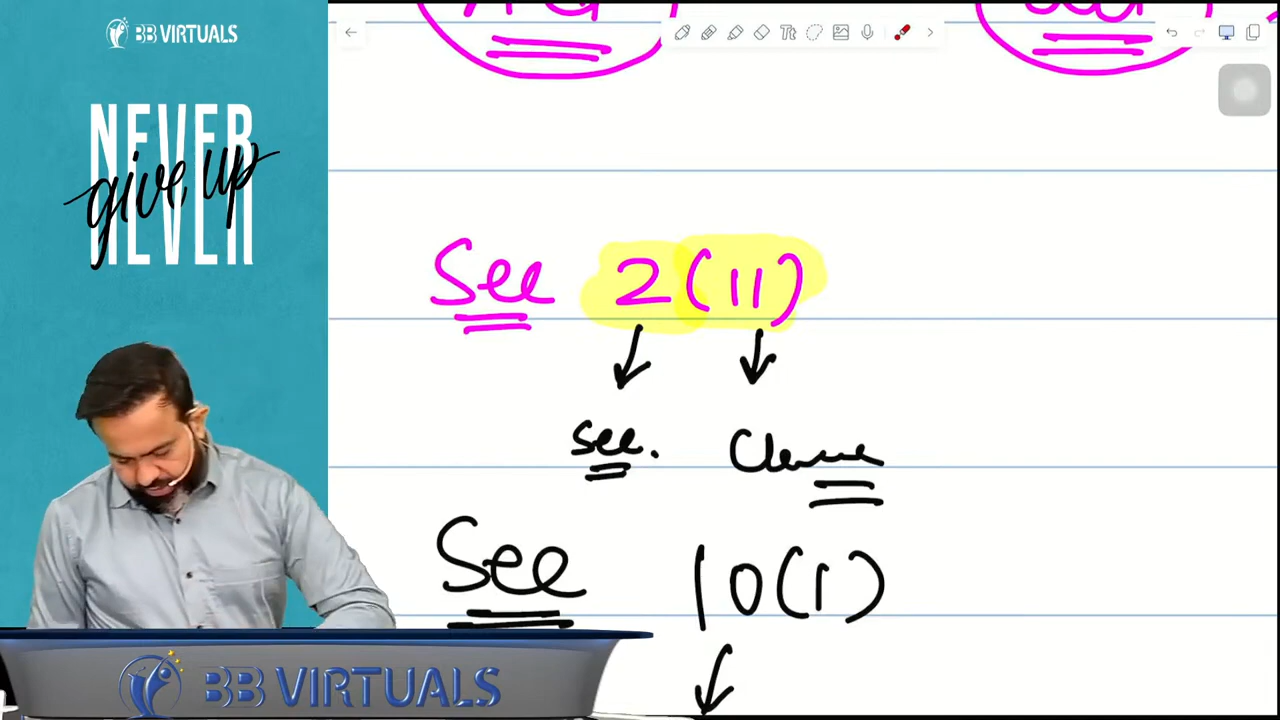 BB VIRTUALS
NEVER
give up
NEVER
See 2(11)
See. Clause
See 10(1)
BB VIRTUALS